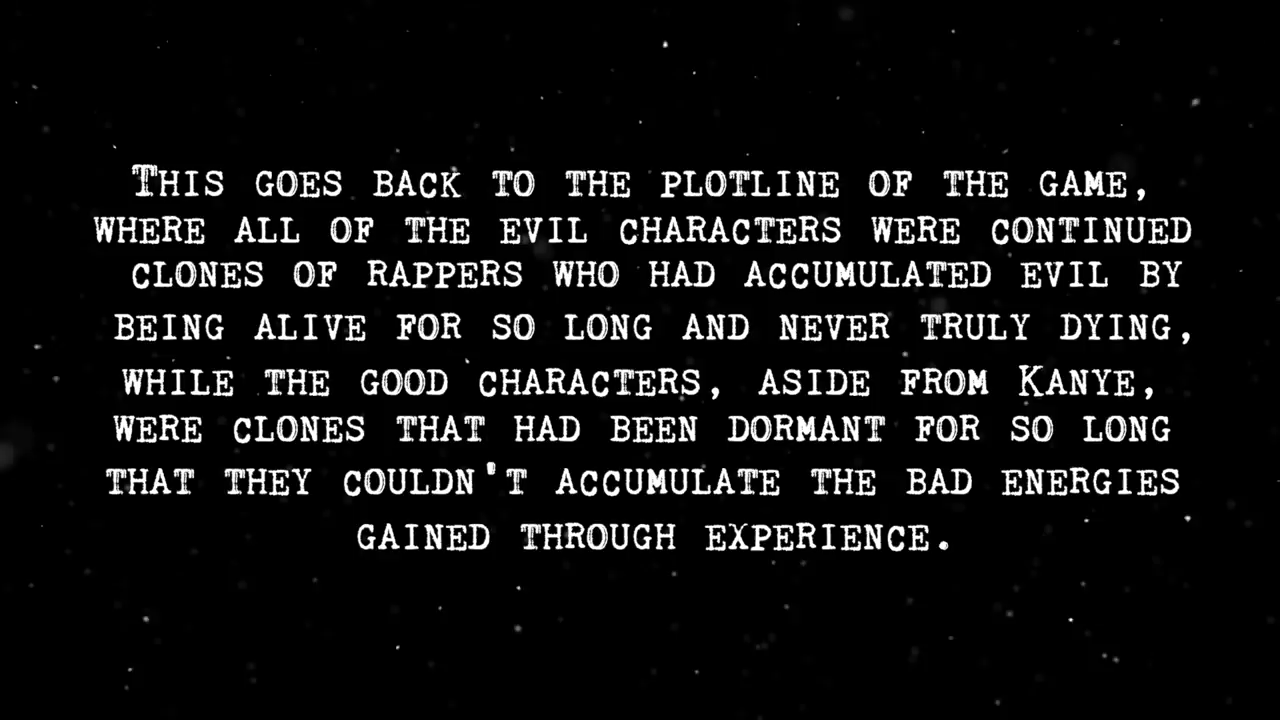 This goes back to the plotline of the game,
where all of the evil characters were continued
clones of rappers who had accumulated evil by
being alive for so long and never truly dying,
while the good characters, aside from Kanye,
were clones that had been dormant for so long
that they couldn't accumulate the bad energies
gained through experience.